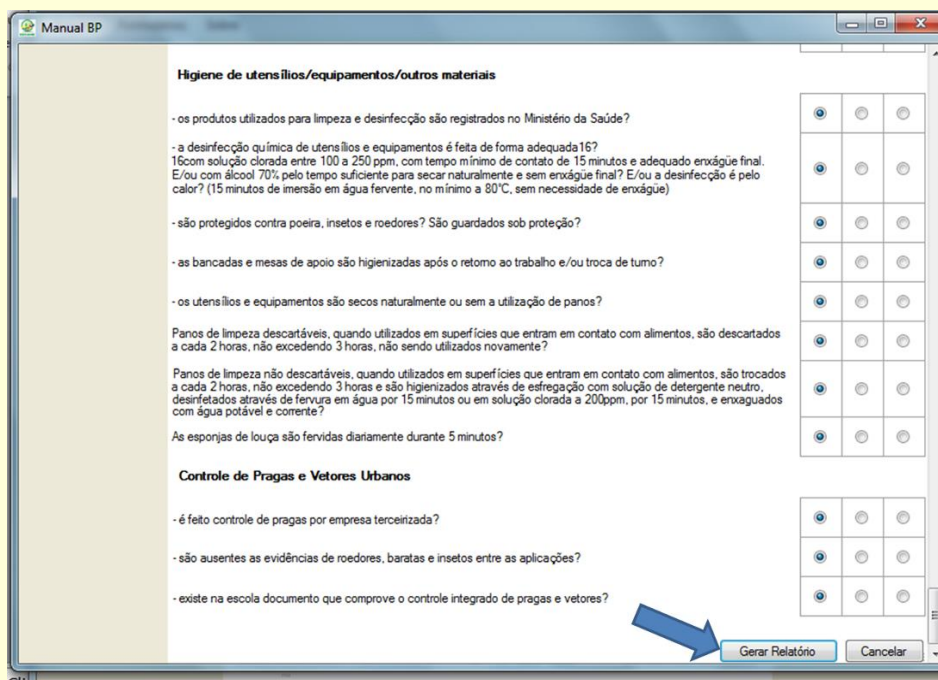 Manual BP
Higiene de utensílios/equipamentos/outros materiais
- os produtos utilizados para limpeza e desinfecção são registrados no Ministério da Saúde?
- a desinfecção química de utensílios e equipamentos é feita de forma adequada16?
16com solução clorada entre 100 a 250 ppm, com tempo mínimo de contato de 15 minutos e adequado enxágüe final.
E/ou com álcool 70% pelo tempo suficiente para secar naturalmente e sem enxágüe final? E/ou a desinfecção é pelo
calor? (15 minutos de imersão em água fervente, no mínimo a 80°C, sem necessidade de enxágüe)
- são protegidos contra poeira, insetos e roedores? São guardados sob proteção?
- as bancadas e mesas de apoio são higienizadas após o retorno ao trabalho e/ou troca de turno?
- os utensílios e equipamentos são secos naturalmente ou sem a utilização de panos?
Panos de limpeza descartáveis, quando utilizados em superfícies que entram em contato com alimentos, são descartados
a cada 2 horas, não excedendo 3 horas, não sendo utilizados novamente?
Panos de limpeza não descartáveis, quando utilizados em superfícies que entram em contato com alimentos, são trocados
a cada 2 horas, não excedendo 3 horas e são higienizados através de esfregação com solução de detergente neutro,
desinfetados através de fervura em água por 15 minutos ou em solução clorada a 200ppm, por 15 minutos, e enxaguados
com água potável e corrente?
As esponjas de louça são fervidas diariamente durante 5 minutos?
Controle de Pragas e Vetores Urbanos
- é feito controle de pragas por empresa terceirizada?
- são ausentes as evidências de roedores, baratas e insetos entre as aplicações?
- existe na escola documento que comprove o controle integrado de pragas e vetores?
Gerar Relatório Cancelar